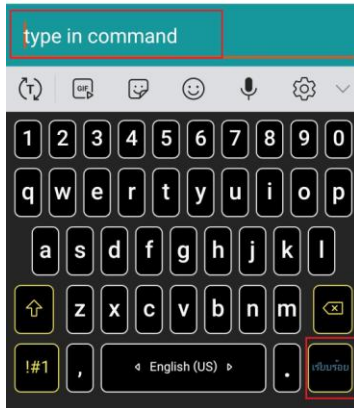 type in command
T GIF
1 2 3 4 5 6 7 8 9 0
q w e r t y u i o p
a s d f g h j k l
z x c v b n m
!#1 , English (US) . เรียบร้อย